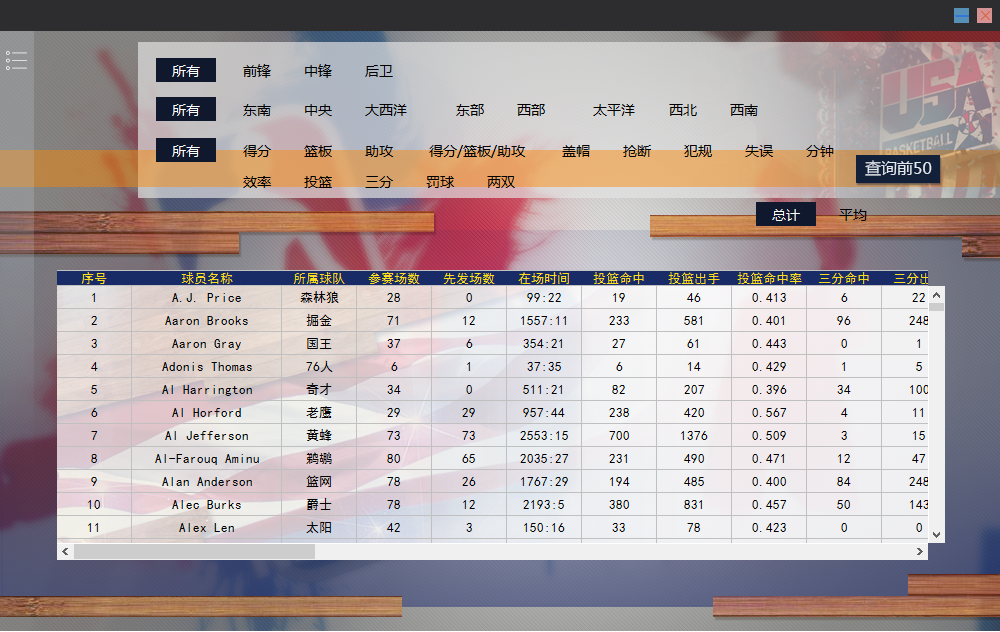 所有 前锋 中锋 后卫
所有 东南 中央 大西洋 东部 西部 太平洋 西北 西南
所有 得分 篮板 助攻 得分/篮板/助攻 盖帽 抢断 犯规 失误 分钟
效率 投篮 三分 罚球 两双
USA
BASKETBALL
查询前50
总计 平均
序号 球员名称 所属球队 参赛场数 先发场数 在场时间 投篮命中 投篮出手 投篮命中率 三分命中 三分出
1 A.J. Price 森林狼 28 0 99:22 19 46 0.413 6 22
2 Aaron Brooks 掘金 71 12 1557:11 233 581 0.401 96 248
3 Aaron Gray 国王 37 6 354:21 27 61 0.443 0 1
4 Adonis Thomas 76人 6 1 37:35 6 14 0.429 1 5
5 Al Harrington 奇才 34 0 511:21 82 207 0.396 34 100
6 Al Horford 老鹰 29 29 957:44 238 420 0.567 4 11
7 Al Jefferson 黄蜂 73 73 2553:15 700 1376 0.509 3 15
8 Al-Farouq Aminu 鹈鹕 80 65 2035:27 231 490 0.471 12 47
9 Alan Anderson 篮网 78 26 1767:29 194 485 0.400 84 248
10 Alec Burks 爵士 78 12 2193:5 380 831 0.457 50 143
11 Alex Len 太阳 42 3 150:16 33 78 0.423 0 0